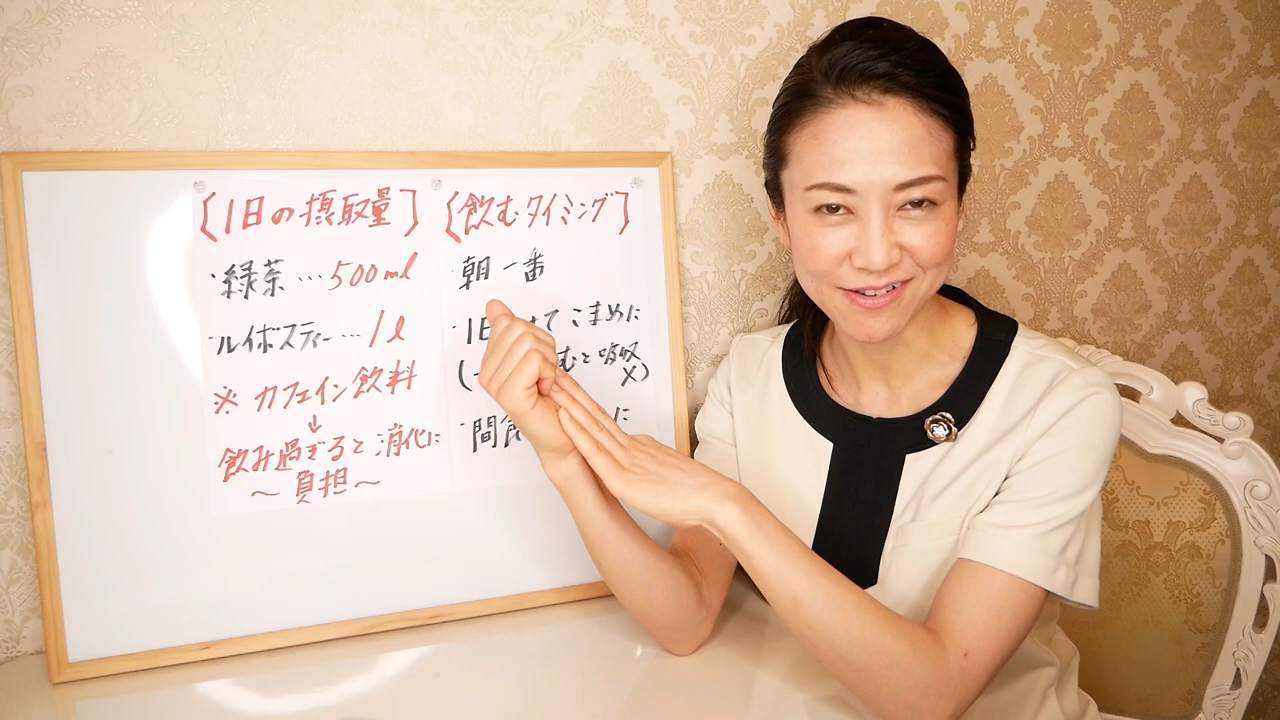 〔1日の摂取量〕
・緑茶…500ml
・ルイボスティー…1l
※カフェイン飲料
↓
飲み過ぎると消化に
〜負担〜
〔飲むタイミング〕
・朝一番
・1日 てこまめに
( むと吸収
×)
・間食 に